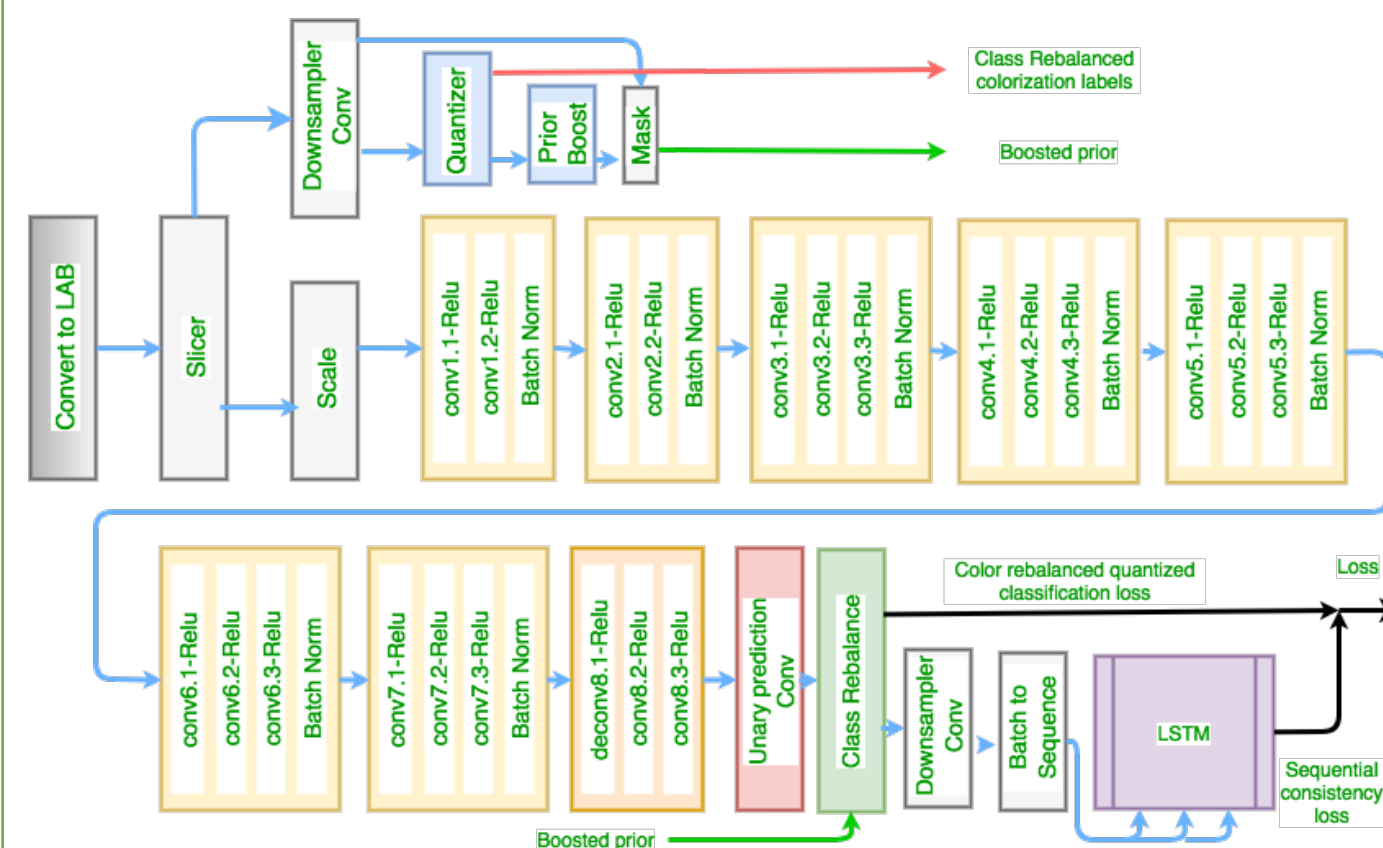 Downsampler
Conv
Quantizer
Prior
Boost
Mask
Class Rebalanced
colorization labels
Boosted prior
Convert to LAB
Slicer
Scale
conv1.1-Relu
conv1.2-Relu
Batch Norm
conv2.1-Relu
conv2.2-Relu
Batch Norm
conv3.1-Relu
conv3.2-Relu
conv3.3-Relu
Batch Norm
conv4.1-Relu
conv4.2-Relu
conv4.3-Relu
Batch Norm
conv5.1-Relu
conv5.2-Relu
conv5.3-Relu
Batch Norm
conv6.1-Relu
conv6.2-Relu
conv6.3-Relu
Batch Norm
conv7.1-Relu
conv7.2-Relu
conv7.3-Relu
Batch Norm
deconv8.1-Relu
conv8.2-Relu
conv8.3-Relu
Unary prediction
Conv
Class Rebalance
Color rebalanced quantized
classification loss
Loss
Downsampler
Conv
Batch to
Sequence
LSTM
Sequential
consistency
loss
Boosted prior